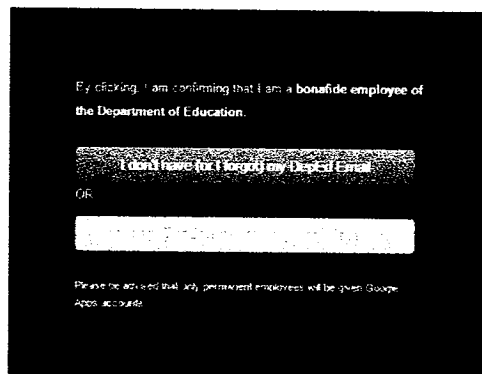 By clicking, I am confirming that I am a bonafide employee of
the Department of Education.
I don't have (or I forgot) my DepEd Email
OR
Please be advised that only permanent employees will be given Google
Apps accounts